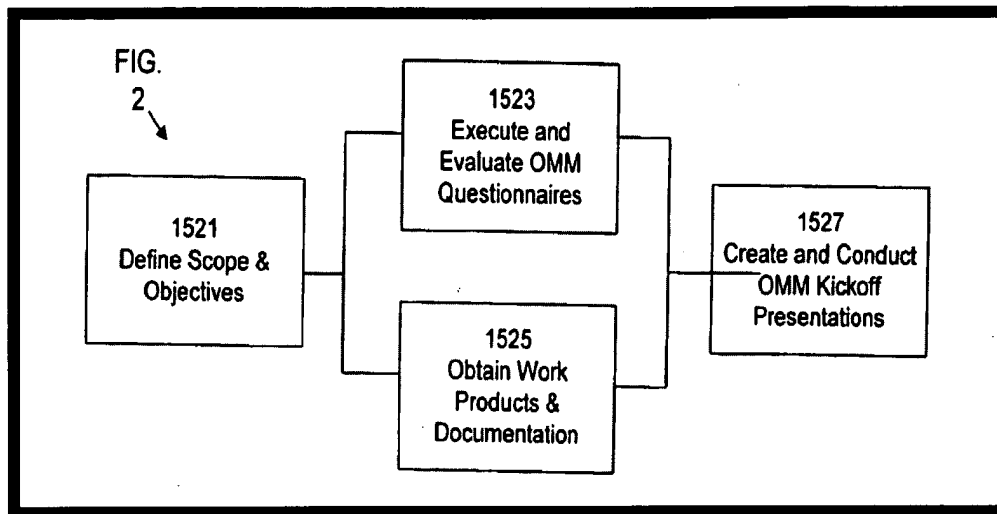 FIG.
2
1523
Execute and
Evaluate OMM
Questionnaires
1521
Define Scope &
Objectives
1527
Create and Conduct
OMM Kickoff
Presentations
1525
Obtain Work
Products &
Documentation